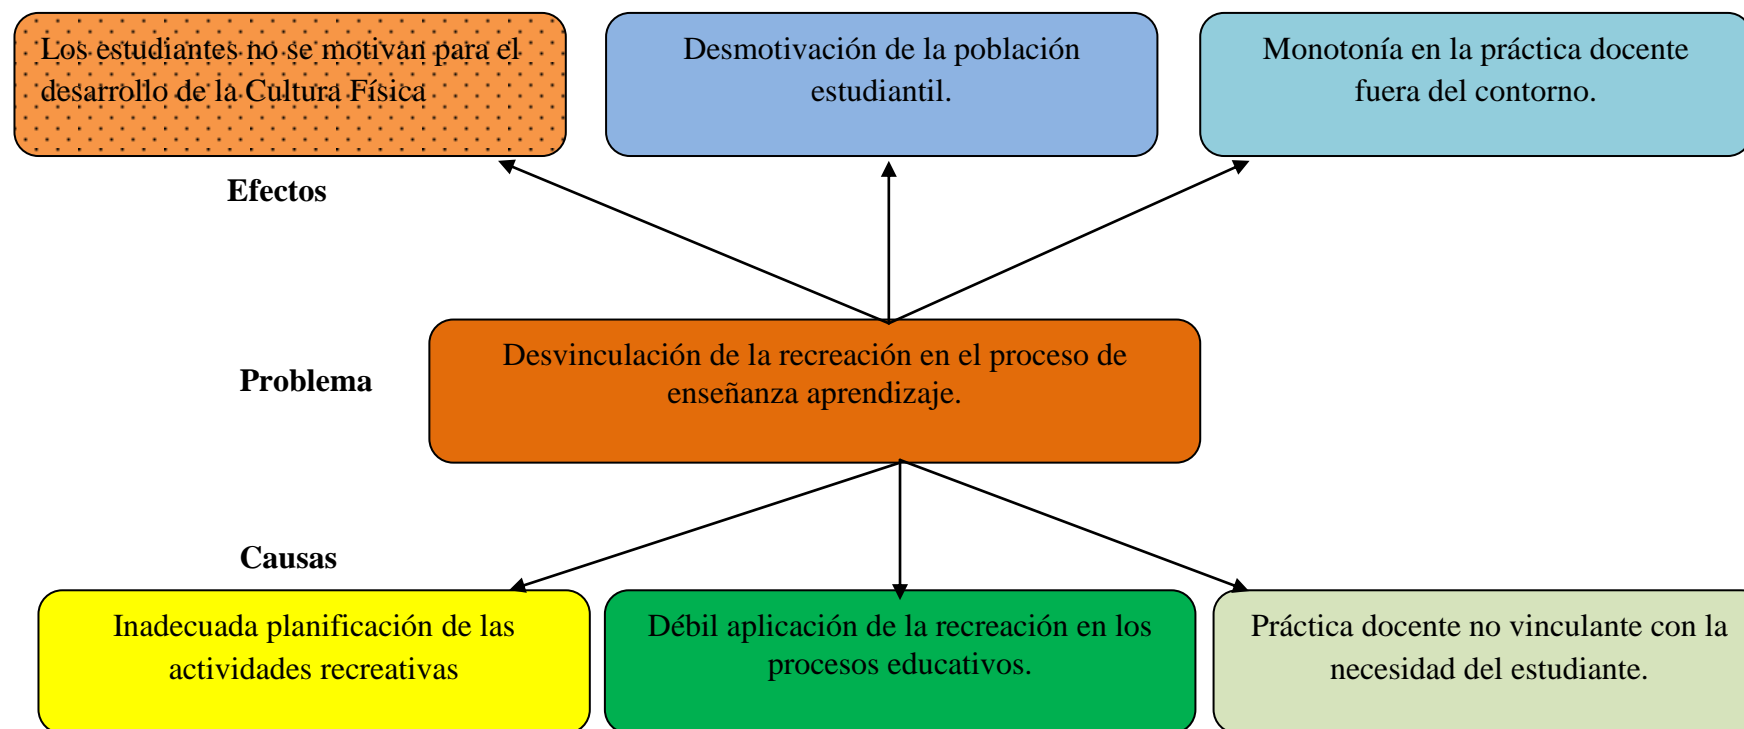 Los estudiantes no se motivan para el
desarrollo de la Cultura Física
Desmotivación de la población
estudiantil.
Monotonía en la práctica docente
fuera del contorno.
Efectos
Desvinculación de la recreación en el proceso de
enseñanza aprendizaje.
Problema
Causas
Inadecuada planificación de las
actividades recreativas
Débil aplicación de la recreación en los
procesos educativos.
Práctica docente no vinculante con la
necesidad del estudiante.